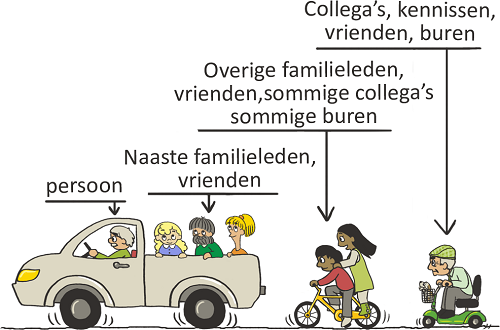 Collega's, kennissen,
vrienden, buren
Overige familieleden,
vrienden,sommige collega's
sommige buren
Naaste familieleden,
vrienden
persoon